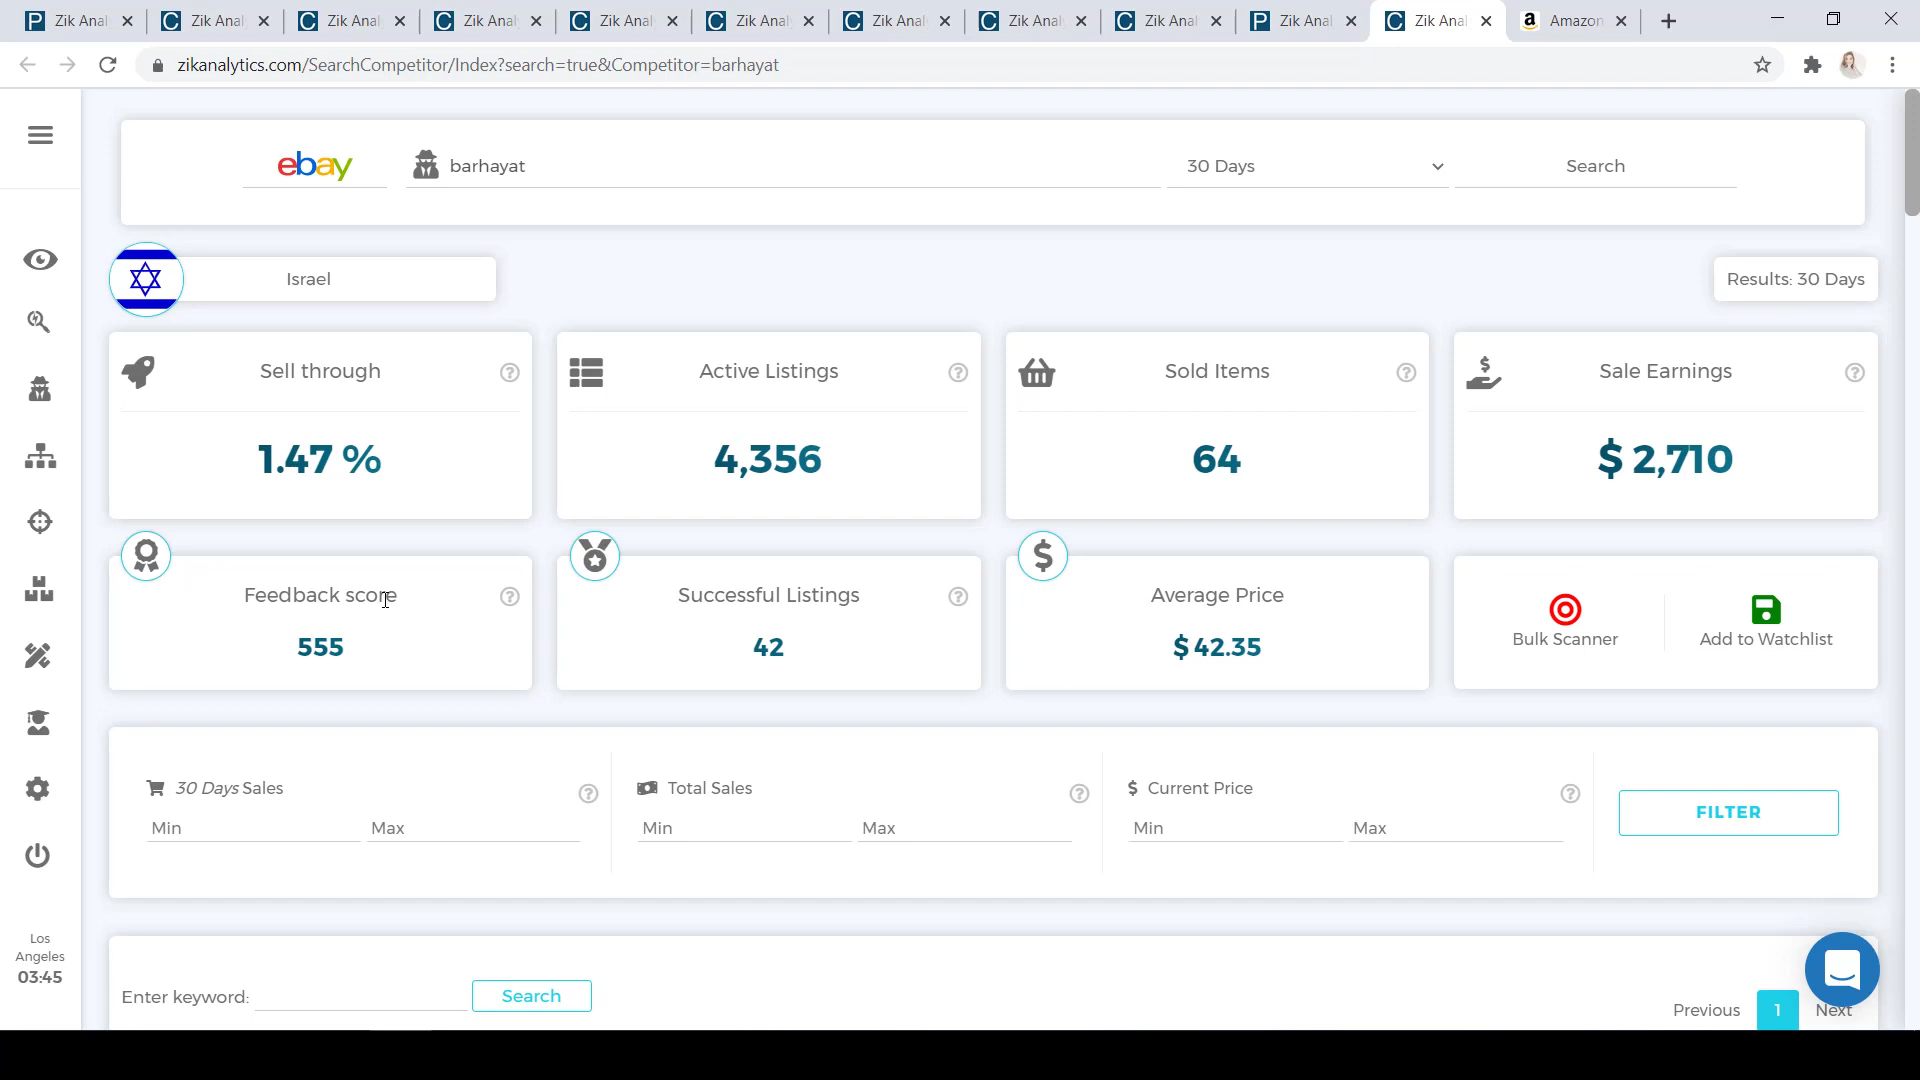 Zik Anal Zik Anal Zik Anal Zik Anal Zik Anal Zik Anal Zik Anal Zik Anal Zik Anal Zik Anal Zik Anal Amazon
zikanalytics.com/SearchCompetitor/Index?search=true&Competitor=barhayat
ebay barhayat 30 Days Search
Israel Results: 30 Days
Sell through Active Listings Sold Items Sale Earnings
1.47 % 4,356 64 $ 2,710
Feedback score Successful Listings Average Price
555 42 $ 42.35 Bulk Scanner Add to Watchlist
30 Days Sales Total Sales Current Price
Min Max Min Max Min Max FILTER
Los
Angeles
03:45
Enter keyword: Search
Previous 1 Next